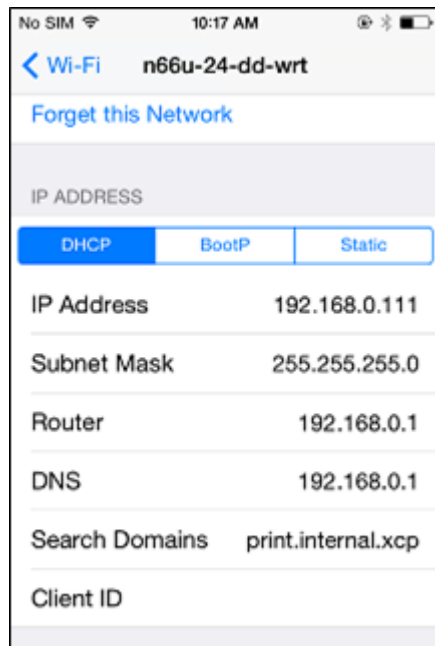 No SIM 10:17 AM
Wi-Fi n66u-24-dd-wrt
Forget this Network
IP ADDRESS
DHCP BootP Static
IP Address 192.168.0.111
Subnet Mask 255.255.255.0
Router 192.168.0.1
DNS 192.168.0.1
Search Domains print.internal.xcp
Client ID